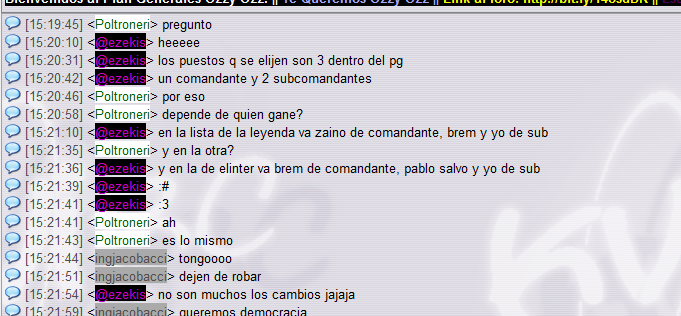 Bienvenidos al Plan Generales Ozzy Ozz! || Te Queremos Ozzy Ozz || Link al foro:
[15:19:45] <Poltroneri> pregunto
[15:20:10] <@ezekis> heeeee
[15:20:31] <@ezekis> los puestos q se elijen son 3 dentro del pg
[15:20:42] <@ezekis> un comandante y 2 subcomandantes
[15:20:46] <Poltroneri> por eso
[15:20:58] <Poltroneri> depende de quien gane?
[15:21:10] <@ezekis> en la lista de la leyenda va zaino de comandante, brem y yo de sub
[15:21:35] <Poltroneri> y en la otra?
[15:21:36] <@ezekis> y en la de elinter va brem de comandante, pablo salvo y yo de sub
[15:21:39] <@ezekis> :#
[15:21:41] <@ezekis> :3
[15:21:41] <Poltroneri> ah
[15:21:43] <Poltroneri> es lo mismo
[15:21:44] <ingjacobacci> tongoooo
[15:21:51] <ingjacobacci> dejen de robar
[15:21:54] <@ezekis> no son muchos los cambios jajaja
[15:21:59] <ingjacobacci> queremos democracia